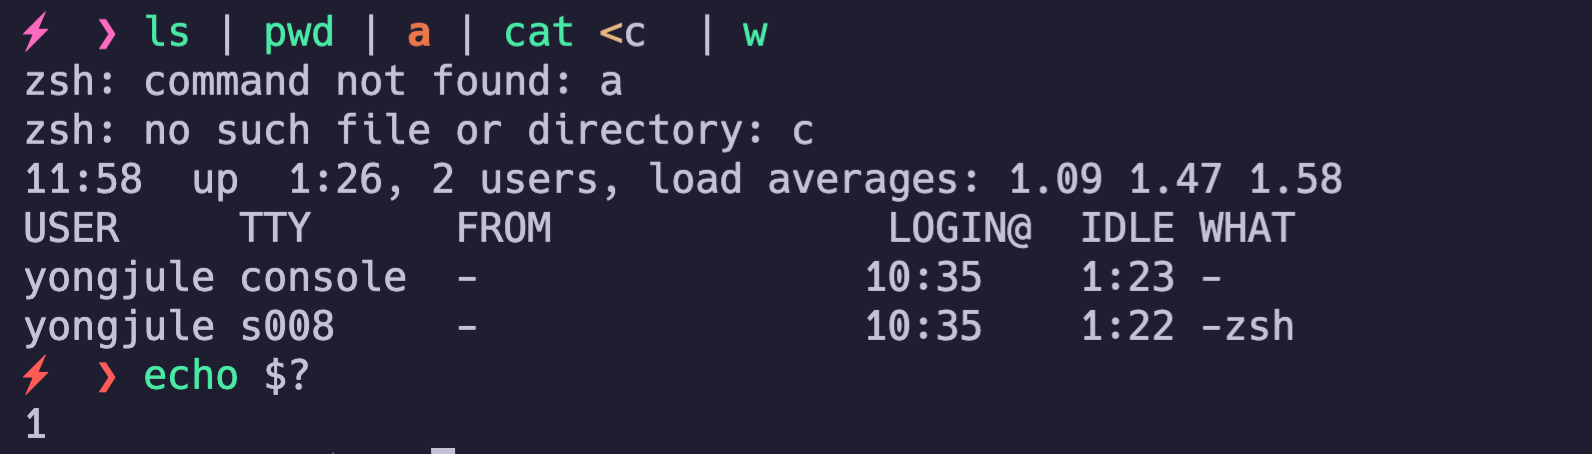 ⚡ ❯ ls | pwd | a | cat <c  | w
zsh: command not found: a
zsh: no such file or directory: c
11:58  up  1:26, 2 users, load averages: 1.09 1.47 1.58
USER     TTY      FROM              LOGIN@  IDLE WHAT
yongjule console  -                10:35    1:23 -
yongjule s008     -                10:35    1:22 -zsh
⚡ ❯ echo $?
1